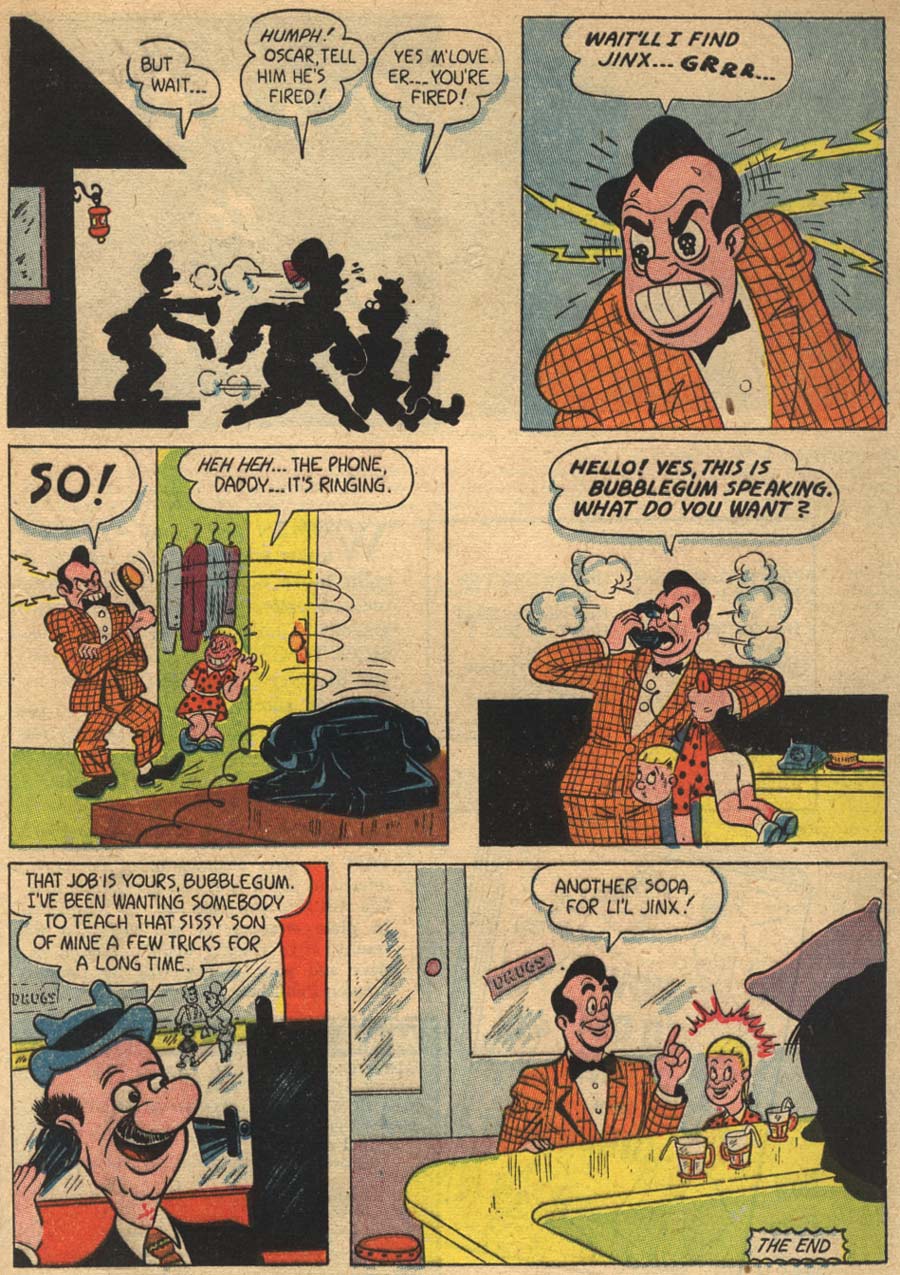 BUT
WAIT...
HUMPH!
OSCAR, TELL
HIM HE'S
FIRED!
YES M'LOVE
ER... YOU'RE
FIRED!
WAIT'LL I FIND
JINX... GRRR...
SO!
HEH HEH... THE PHONE,
DADDY... IT'S RINGING.
HELLO! YES, THIS IS
BUBBLEGUM SPEAKING.
WHAT DO YOU WANT?
THAT JOB IS YOURS, BUBBLEGUM.
I'VE BEEN WANTING SOMEBODY
TO TEACH THAT SISSY SON
OF MINE A FEW TRICKS FOR
A LONG TIME.
DRUGS
ANOTHER SODA
FOR LI'L JINX!
DRUGS
THE END